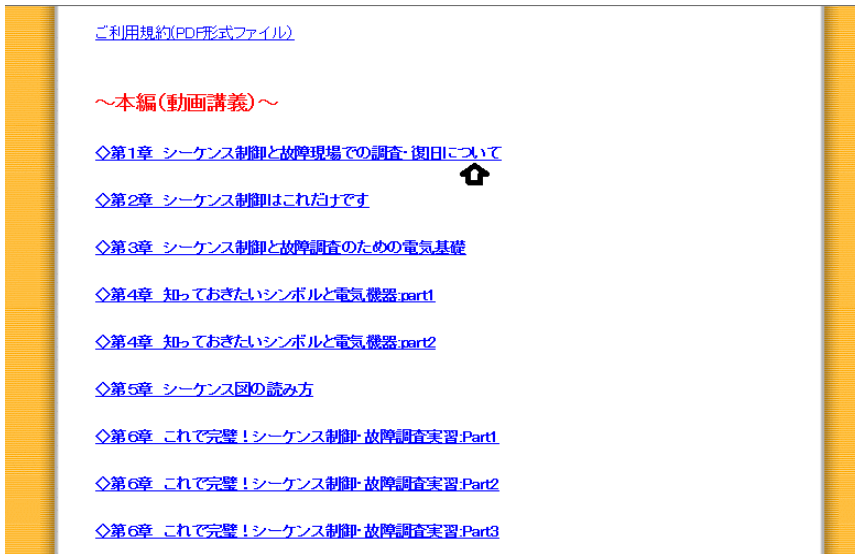 ご利用規約(PDF形式ファイル)
～本編(動画講義)～
◇第1章 シーケンス制御と故障現場での調査・復旧について
◇第2章 シーケンス制御はこれだけです
◇第3章 シーケンス制御と故障調査のための電気基礎
◇第4章 知っておきたいシンボルと電気機器:part1
◇第4章 知っておきたいシンボルと電気機器:part2
◇第5章 シーケンス図の読み方
◇第6章 これで完璧！シーケンス制御・故障調査実習:Part1
◇第6章 これで完璧！シーケンス制御・故障調査実習:Part2
◇第6章 これで完璧！シーケンス制御・故障調査実習:Part3